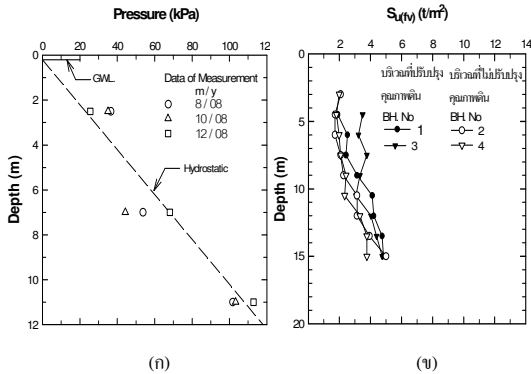 Pressure (kPa)
0 20 40 60 80 100 120
0
2
4
6
8
10
12
Depth (m)
GWL.
Data of Measurement
m / y
8 / 08
10 / 08
12 / 08
Hydrostatic
(ก)
Su(fv) (t/m²)
0 2 4 6 8 10 12 14
0
5
10
15
20
Depth (m)
บริเวณที่ปรับปรุง บริเวณที่ไม่ปรับปรุง
คุณภาพดิน คุณภาพดิน
BH. No BH. No
1 2
3 4
(ข)